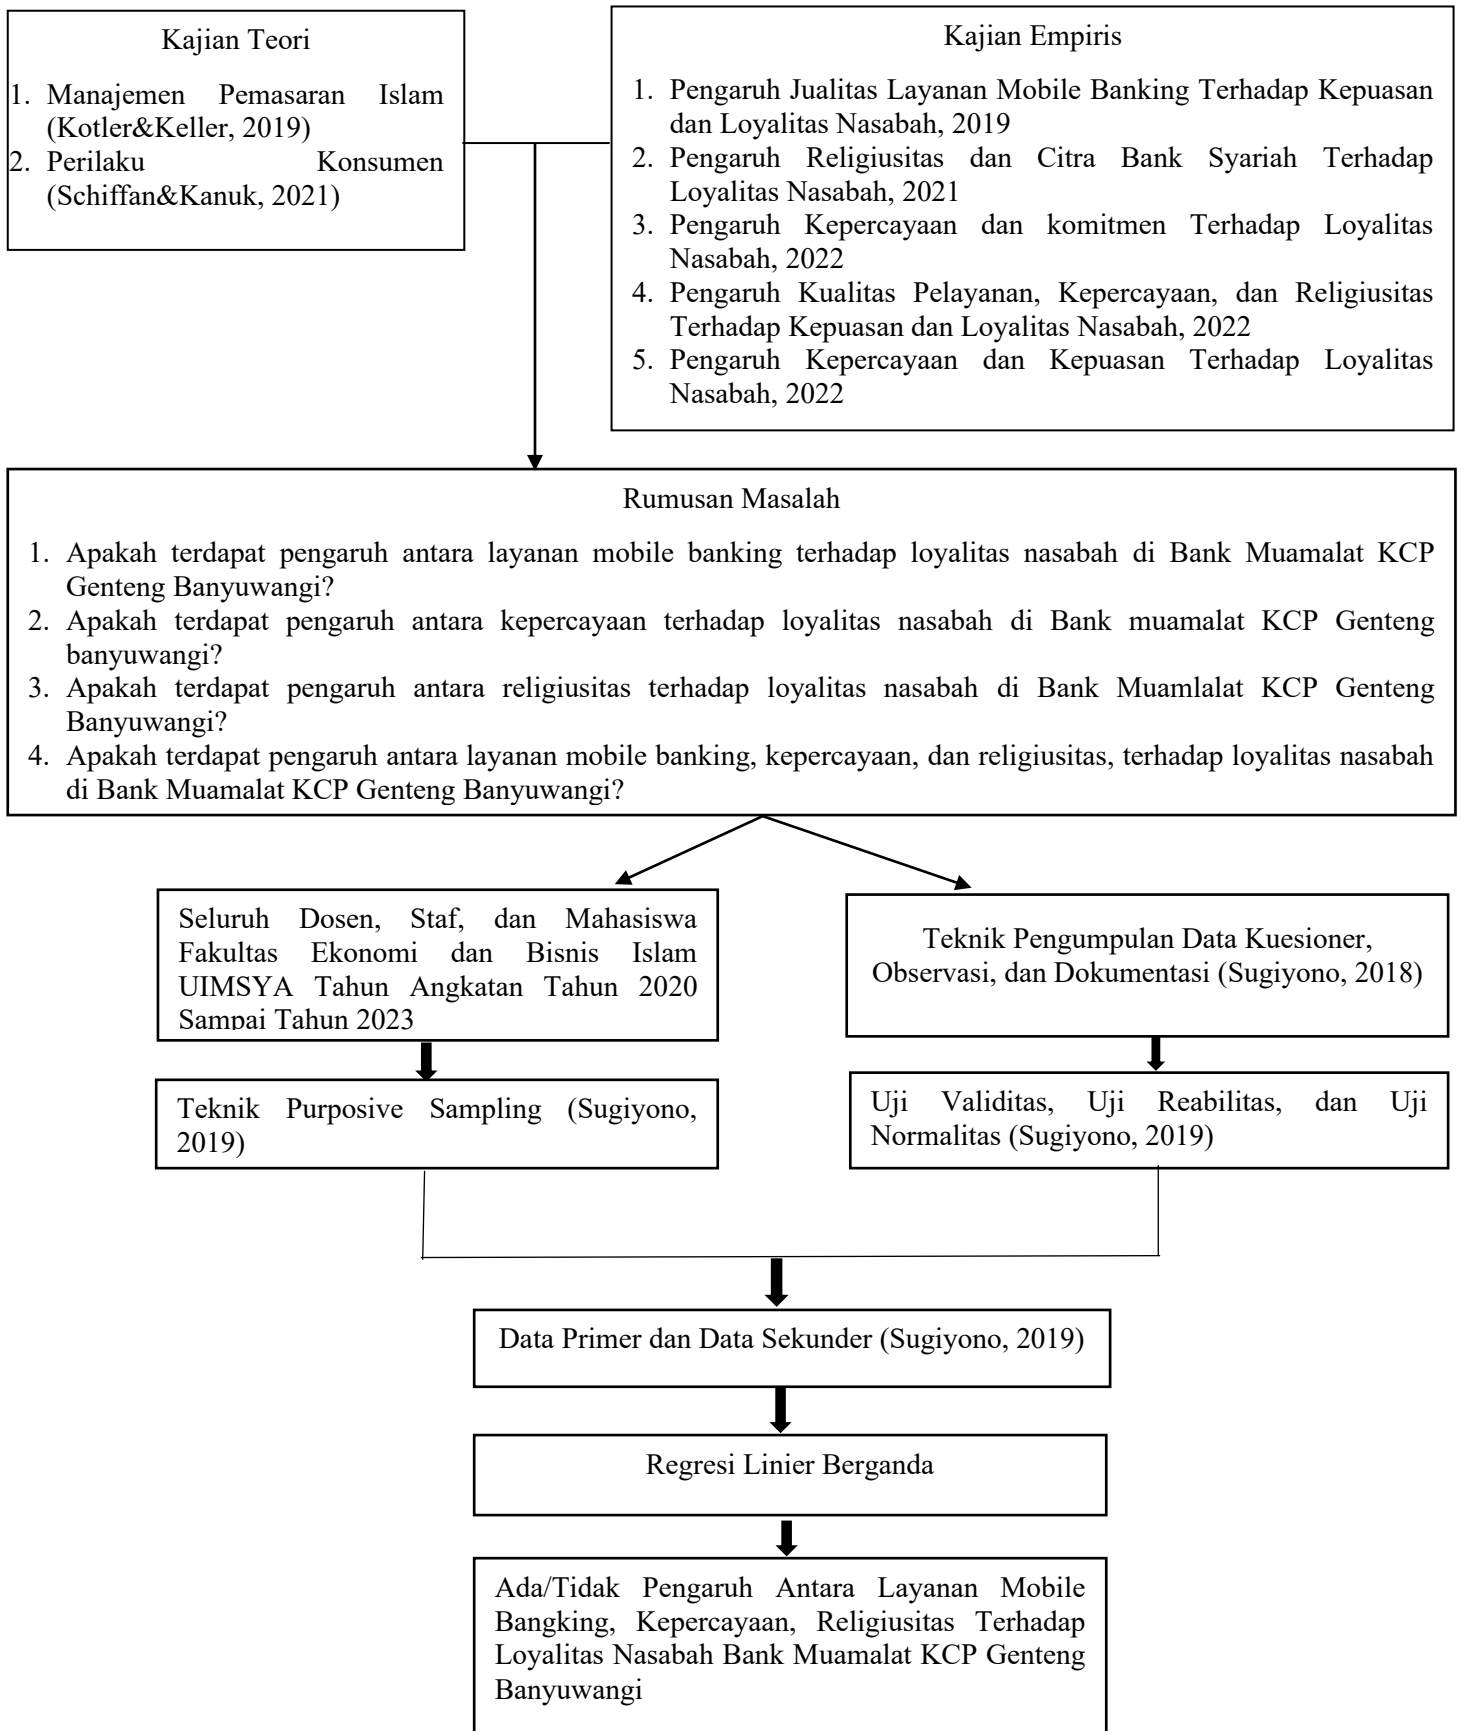 Kajian Teori
1. Manajemen Pemasaran Islam
(Kotler&Keller, 2019)
2. Perilaku Konsumen
(Schiffan&Kanuk, 2021)
Kajian Empiris
1. Pengaruh Jualitas Layanan Mobile Banking Terhadap Kepuasan
dan Loyalitas Nasabah, 2019
2. Pengaruh Religiusitas dan Citra Bank Syariah Terhadap
Loyalitas Nasabah, 2021
3. Pengaruh Kepercayaan dan komitmen Terhadap Loyalitas
Nasabah, 2022
4. Pengaruh Kualitas Pelayanan, Kepercayaan, dan Religiusitas
Terhadap Kepuasan dan Loyalitas Nasabah, 2022
5. Pengaruh Kepercayaan dan Kepuasan Terhadap Loyalitas
Nasabah, 2022
Rumusan Masalah
1. Apakah terdapat pengaruh antara layanan mobile banking terhadap loyalitas nasabah di Bank Muamalat KCP
Genteng Banyuwangi?
2. Apakah terdapat pengaruh antara kepercayaan terhadap loyalitas nasabah di Bank muamalat KCP Genteng
banyuwangi?
3. Apakah terdapat pengaruh antara religiusitas terhadap loyalitas nasabah di Bank Muamlalat KCP Genteng
Banyuwangi?
4. Apakah terdapat pengaruh antara layanan mobile banking, kepercayaan, dan religiusitas, terhadap loyalitas nasabah
di Bank Muamalat KCP Genteng Banyuwangi?
Seluruh Dosen, Staf, dan Mahasiswa
Fakultas Ekonomi dan Bisnis Islam
UIMSYA Tahun Angkatan Tahun 2020
Sampai Tahun 2023
Teknik Pengumpulan Data Kuesioner,
Observasi, dan Dokumentasi (Sugiyono, 2018)
Teknik Purposive Sampling (Sugiyono,
2019)
Uji Validitas, Uji Reabilitas, dan Uji
Normalitas (Sugiyono, 2019)
Data Primer dan Data Sekunder (Sugiyono, 2019)
Regresi Linier Berganda
Ada/Tidak Pengaruh Antara Layanan Mobile
Bangking, Kepercayaan, Religiusitas Terhadap
Loyalitas Nasabah Bank Muamalat KCP Genteng
Banyuwangi